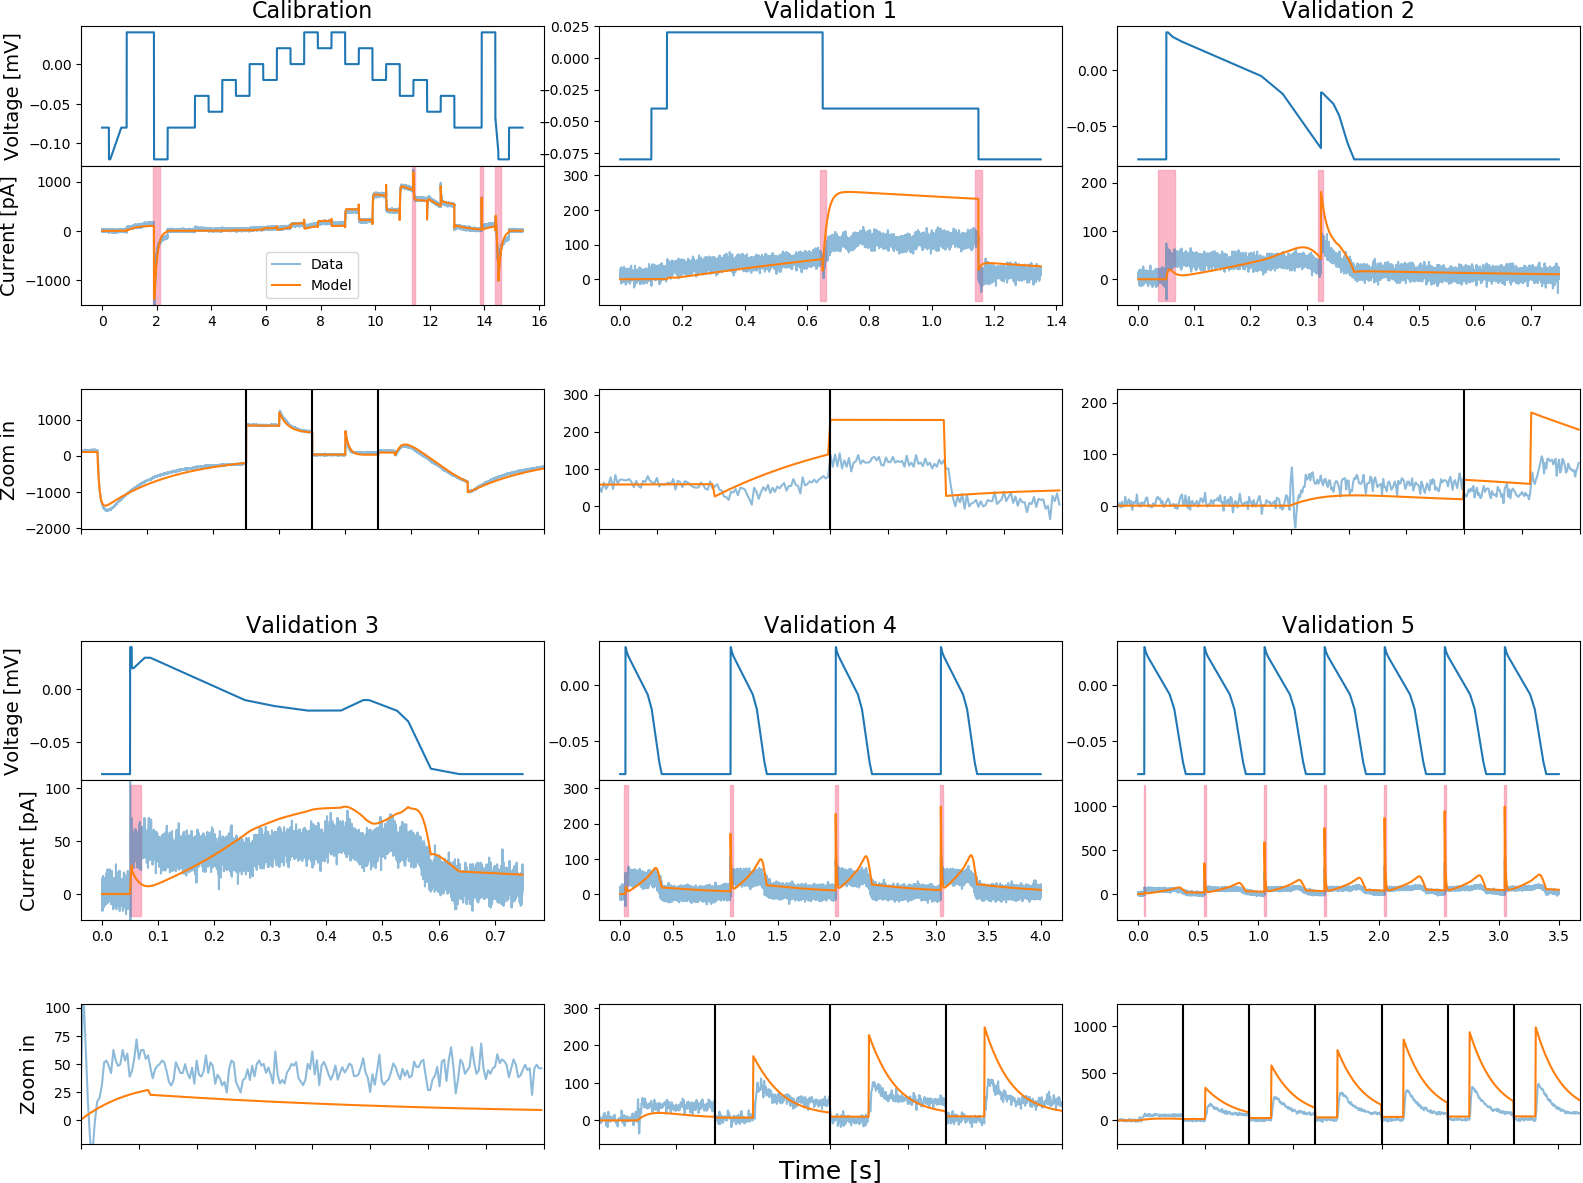 Calibration
Validation 1
Validation 2
Voltage [mV]
0.00
−0.05
−0.10
0.025
0.000
−0.025
−0.050
−0.075
0.00
−0.05
Current [pA]
1000
0
−1000
Data
Model
0 2 4 6 8 10 12 14 16
300
200
100
0
0.0 0.2 0.4 0.6 0.8 1.0 1.2 1.4
200
100
0
0.0 0.1 0.2 0.3 0.4 0.5 0.6 0.7
Zoom in
1000
0
−1000
−2000
300
200
100
0
200
100
0
Validation 3
Validation 4
Validation 5
Voltage [mV]
0.00
−0.05
0.00
−0.05
0.00
−0.05
Current [pA]
100
50
0
0.0 0.1 0.2 0.3 0.4 0.5 0.6 0.7
300
200
100
0
0.0 0.5 1.0 1.5 2.0 2.5 3.0 3.5 4.0
1000
500
0
0.0 0.5 1.0 1.5 2.0 2.5 3.0 3.5
Zoom in
100
75
50
25
0
300
200
100
0
1000
500
0
Time [s]